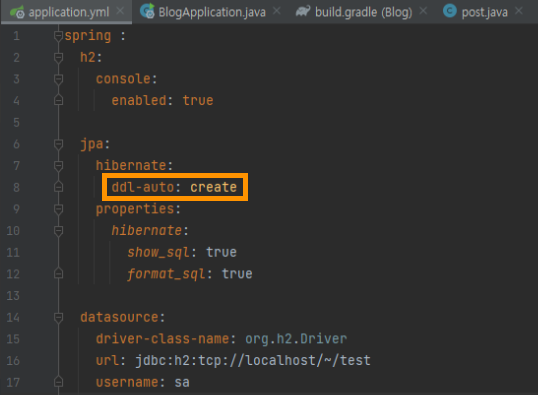 application.yml BlogApplication.java build.gradle (Blog) post.java
1 spring :
2 h2:
3 console:
4 enabled: true
5
6 jpa:
7 hibernate:
8 ddl-auto: create
9 properties:
10 hibernate:
11 show_sql: true
12 format_sql: true
13
14 datasource:
15 driver-class-name: org.h2.Driver
16 url: jdbc:h2:tcp://localhost/~/test
17 username: sa